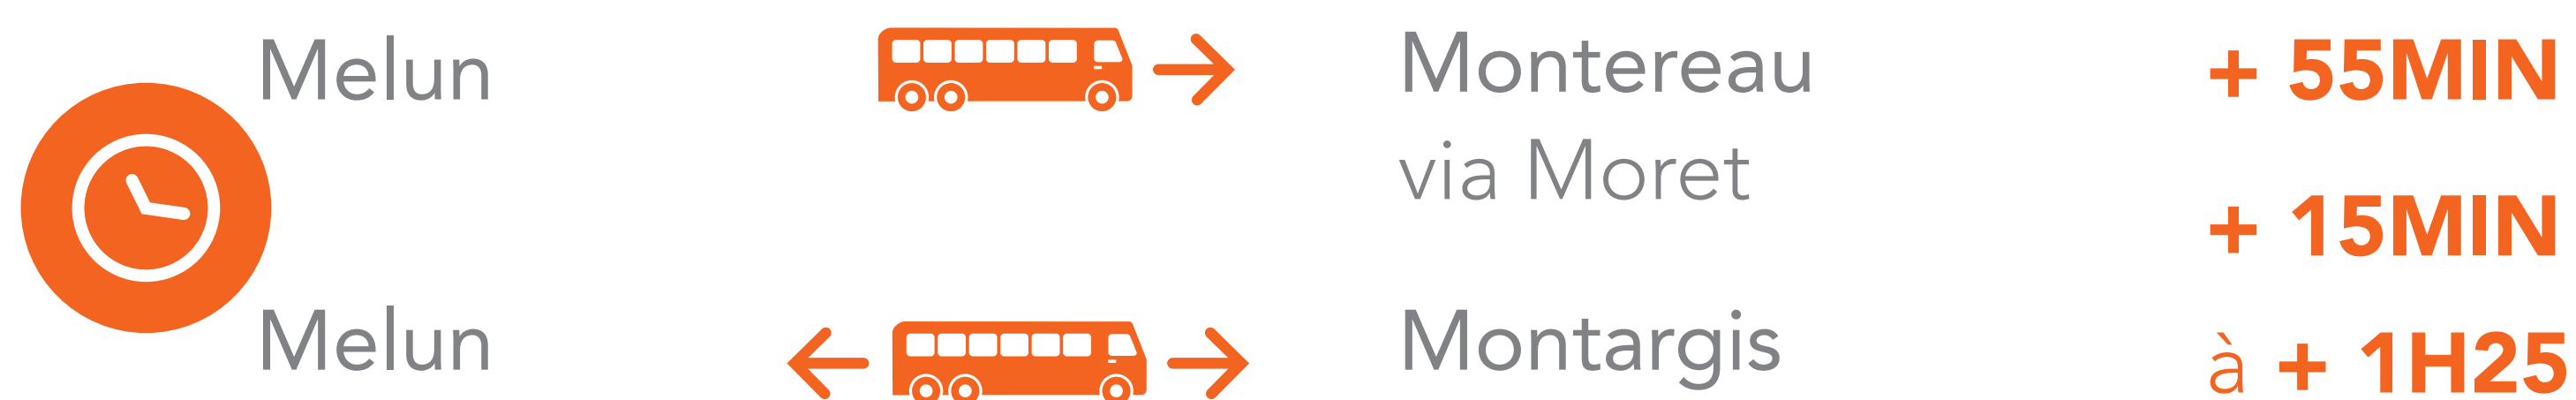 Melun Montereau + 55MIN
via Moret
+ 15MIN
Melun Montargis à + 1H25